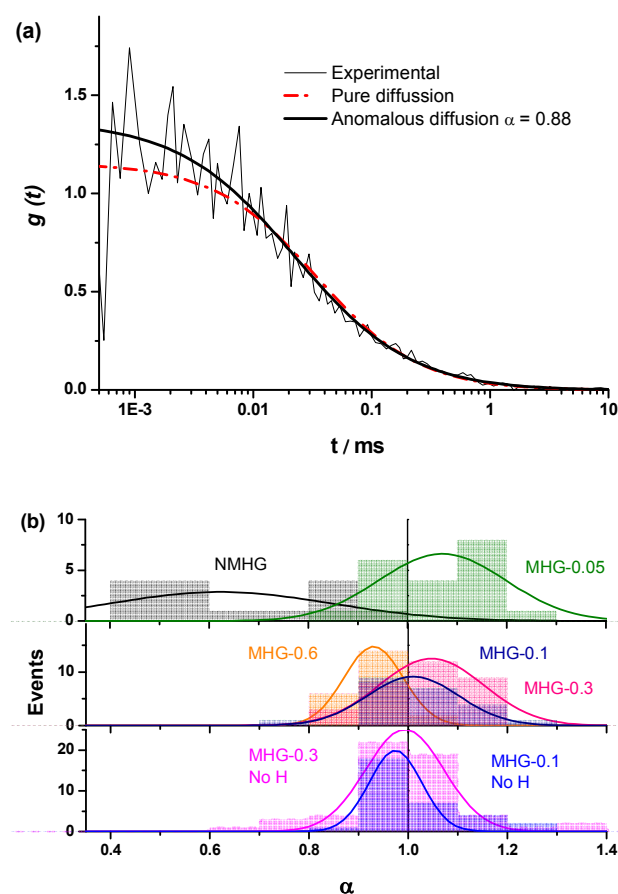 (a)
Experimental
Pure diffussion
Anomalous diffusion α = 0.88
g (t)
1.5
1.0
0.5
0.0
1E-3 0.01 0.1 1 10
t / ms
(b)
10
5
0
NMHG
MHG-0.05
Events
10
0
MHG-0.6
MHG-0.1
MHG-0.3
20
10
0
MHG-0.3
No H
MHG-0.1
No H
0.4 0.6 0.8 1.0 1.2 1.4
α